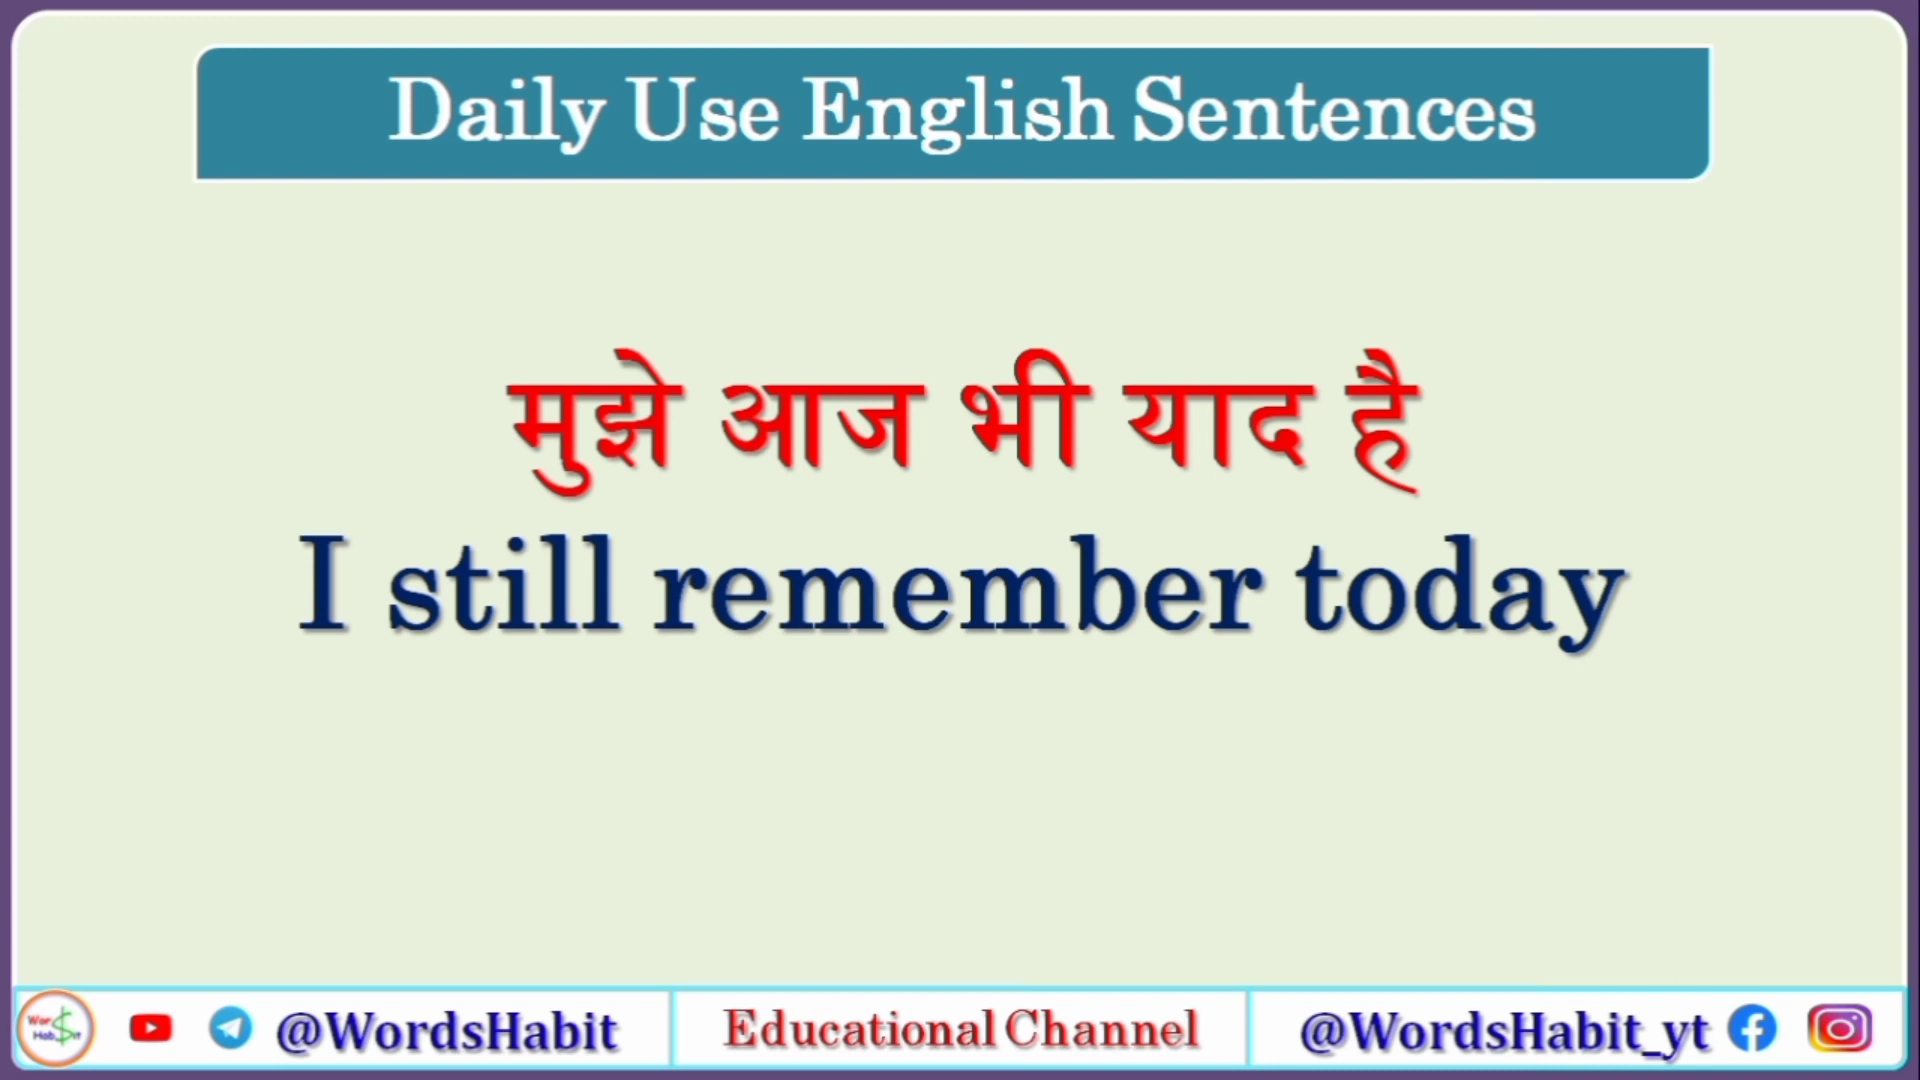 Daily Use English Sentences
मुझे आज भी याद है
I still remember today
@WordsHabit
Educational Channel
@WordsHabit_yt